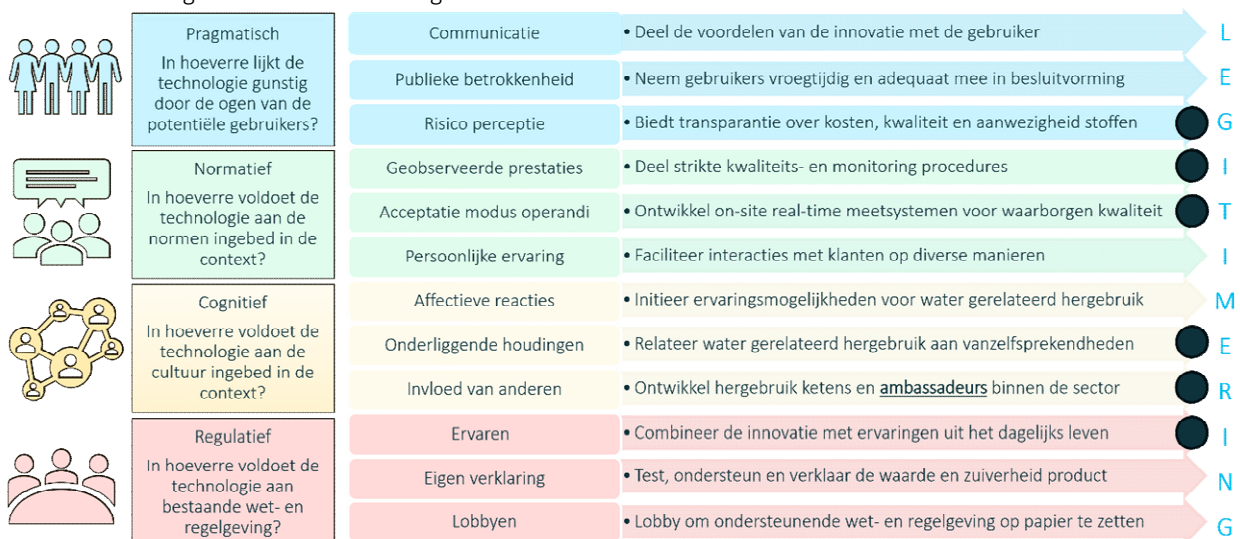 Pragmatisch
In hoeverre lijkt de
technologie gunstig
door de ogen van de
potentiële gebruikers?
Communicatie
• Deel de voordelen van de innovatie met de gebruiker
L
Publieke betrokkenheid
• Neem gebruikers vroegtijdig en adequaat mee in besluitvorming
E
Risico perceptie
• Biedt transparantie over kosten, kwaliteit en aanwezigheid stoffen
G
Normatief
In hoeverre voldoet de
technologie aan de
normen ingebed in de
context?
Geobserveerde prestaties
• Deel strikte kwaliteits- en monitoring procedures
I
Acceptatie modus operandi
• Ontwikkel on-site real-time meetsystemen voor waarborgen kwaliteit
T
Persoonlijke ervaring
• Faciliteer interacties met klanten op diverse manieren
I
Cognitief
In hoeverre voldoet de
technologie aan de
cultuur ingebed in de
context?
Affectieve reacties
• Initieer ervaringsmogelijkheden voor water gerelateerd hergebruik
M
Onderliggende houdingen
• Relateer water gerelateerd hergebruik aan vanzelfsprekendheden
E
Invloed van anderen
• Ontwikkel hergebruik ketens en ambassadeurs binnen de sector
R
Regulatief
In hoeverre voldoet de
technologie aan
bestaande wet- en
regelgeving?
Ervaren
• Combineer de innovatie met ervaringen uit het dagelijks leven
I
Eigen verklaring
• Test, ondersteun en verklaar de waarde en zuiverheid product
N
Lobbyen
• Lobby om ondersteunende wet- en regelgeving op papier te zetten
G